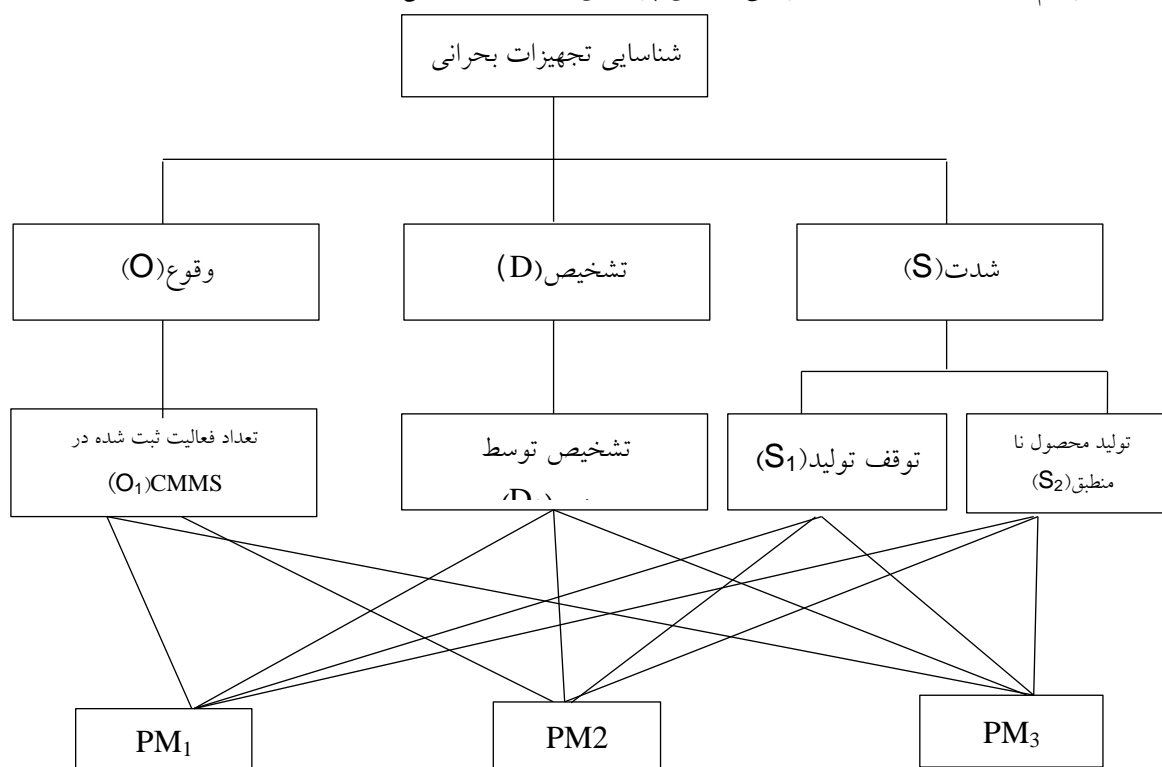 شناسایی تجهیزات بحرانی
شدت(S)
تشخیص(D)
وقوع(O)
تولید محصول نا
منطبق(S₂)
توقف تولید(S₁)
تشخیص توسط
تعداد فعالیت ثبت شده در
CMMS(O₁)
PM₃
PM2
PM₁